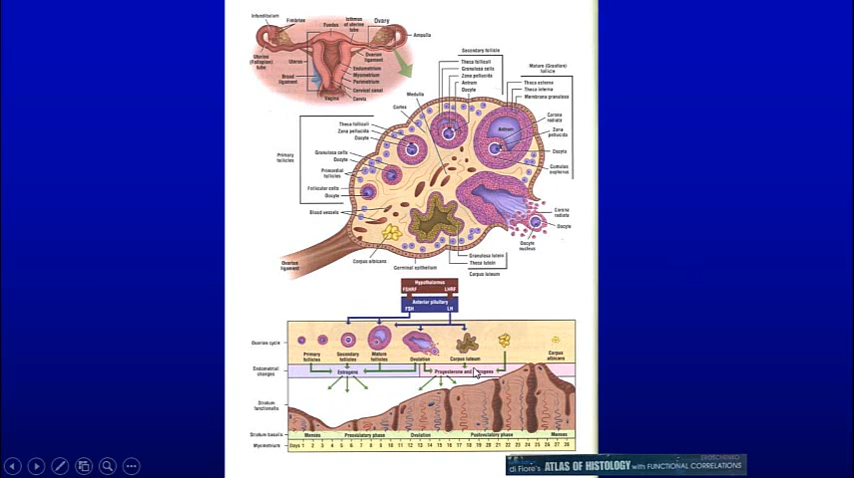 Infundibulum
Fimbriae
Fundus
Isthmus
of uterine
tube
Ovary
Ampulla
Uterine
(Fallopian)
tube
Uterus
Broad
ligament
Ovarian
ligament
Endometrium
Myometrium
Perimetrium
Cervical canal
Cervix
Vagina
Secondary follicle
Theca folliculi
Granulosa cells
Zona pellucida
Antrum
Oocyte
Mature (Graafian)
follicle
Theca externa
Theca interna
Membrana granulosa
Medulla
Cortex
Antrum
Corona
radiata
Zona
pellucida
Oocyte
Cumulus
oophorus
Theca folliculi
Zona pellucida
Oocyte
Granulosa cells
Oocyte
Primordial
follicles
Follicular cells
Oocyte
Primary
follicles
Blood vessels
Corona
radiata
Oocyte
Oocyte
nucleus
Corpus albicans
Germinal epithelium
Granulosa lutein
Theca lutein
Corpus luteum
Ovarian
ligament
Hypothalamus
FSHRF LHRF
Anterior pituitary
FSH LH
Ovarian cycle
Primary
follicles
Secondary
follicles
Mature
follicles
Ovulation
Corpus luteum
Corpus
albicans
Endometrial
changes
Estrogens
Progesterone and
Stratum
functionalis
Stratum basalis
Menses Preovulatory phase Ovulation Postovulatory phase Menses
Myometrium
Days 1 2 3 4 5 6 7 8 9 10 11 12 13 14 15 16 17 18 19 20 21 22 23 24 25 26 27 28
EROSCHENKO
di Fiore's ATLAS OF HISTOLOGY with FUNCTIONAL CORRELATIONS